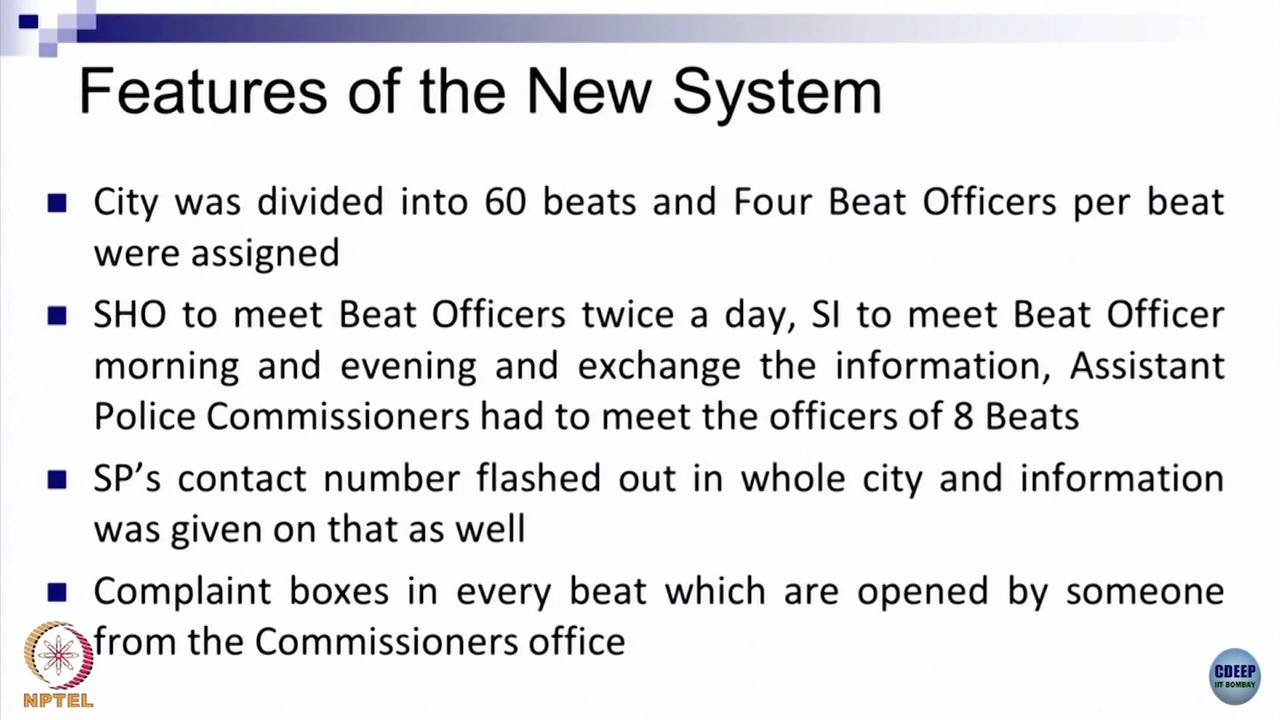 Features of the New System
City was divided into 60 beats and Four Beat Officers per beat
were assigned
SHO to meet Beat Officers twice a day, SI to meet Beat Officer
morning and evening and exchange the information, Assistant
Police Commissioners had to meet the officers of 8 Beats
SP’s contact number flashed out in whole city and information
was given on that as well
Complaint boxes in every beat which are opened by someone
from the Commissioners office
NPTEL
CDEEP
IIT BOMBAY